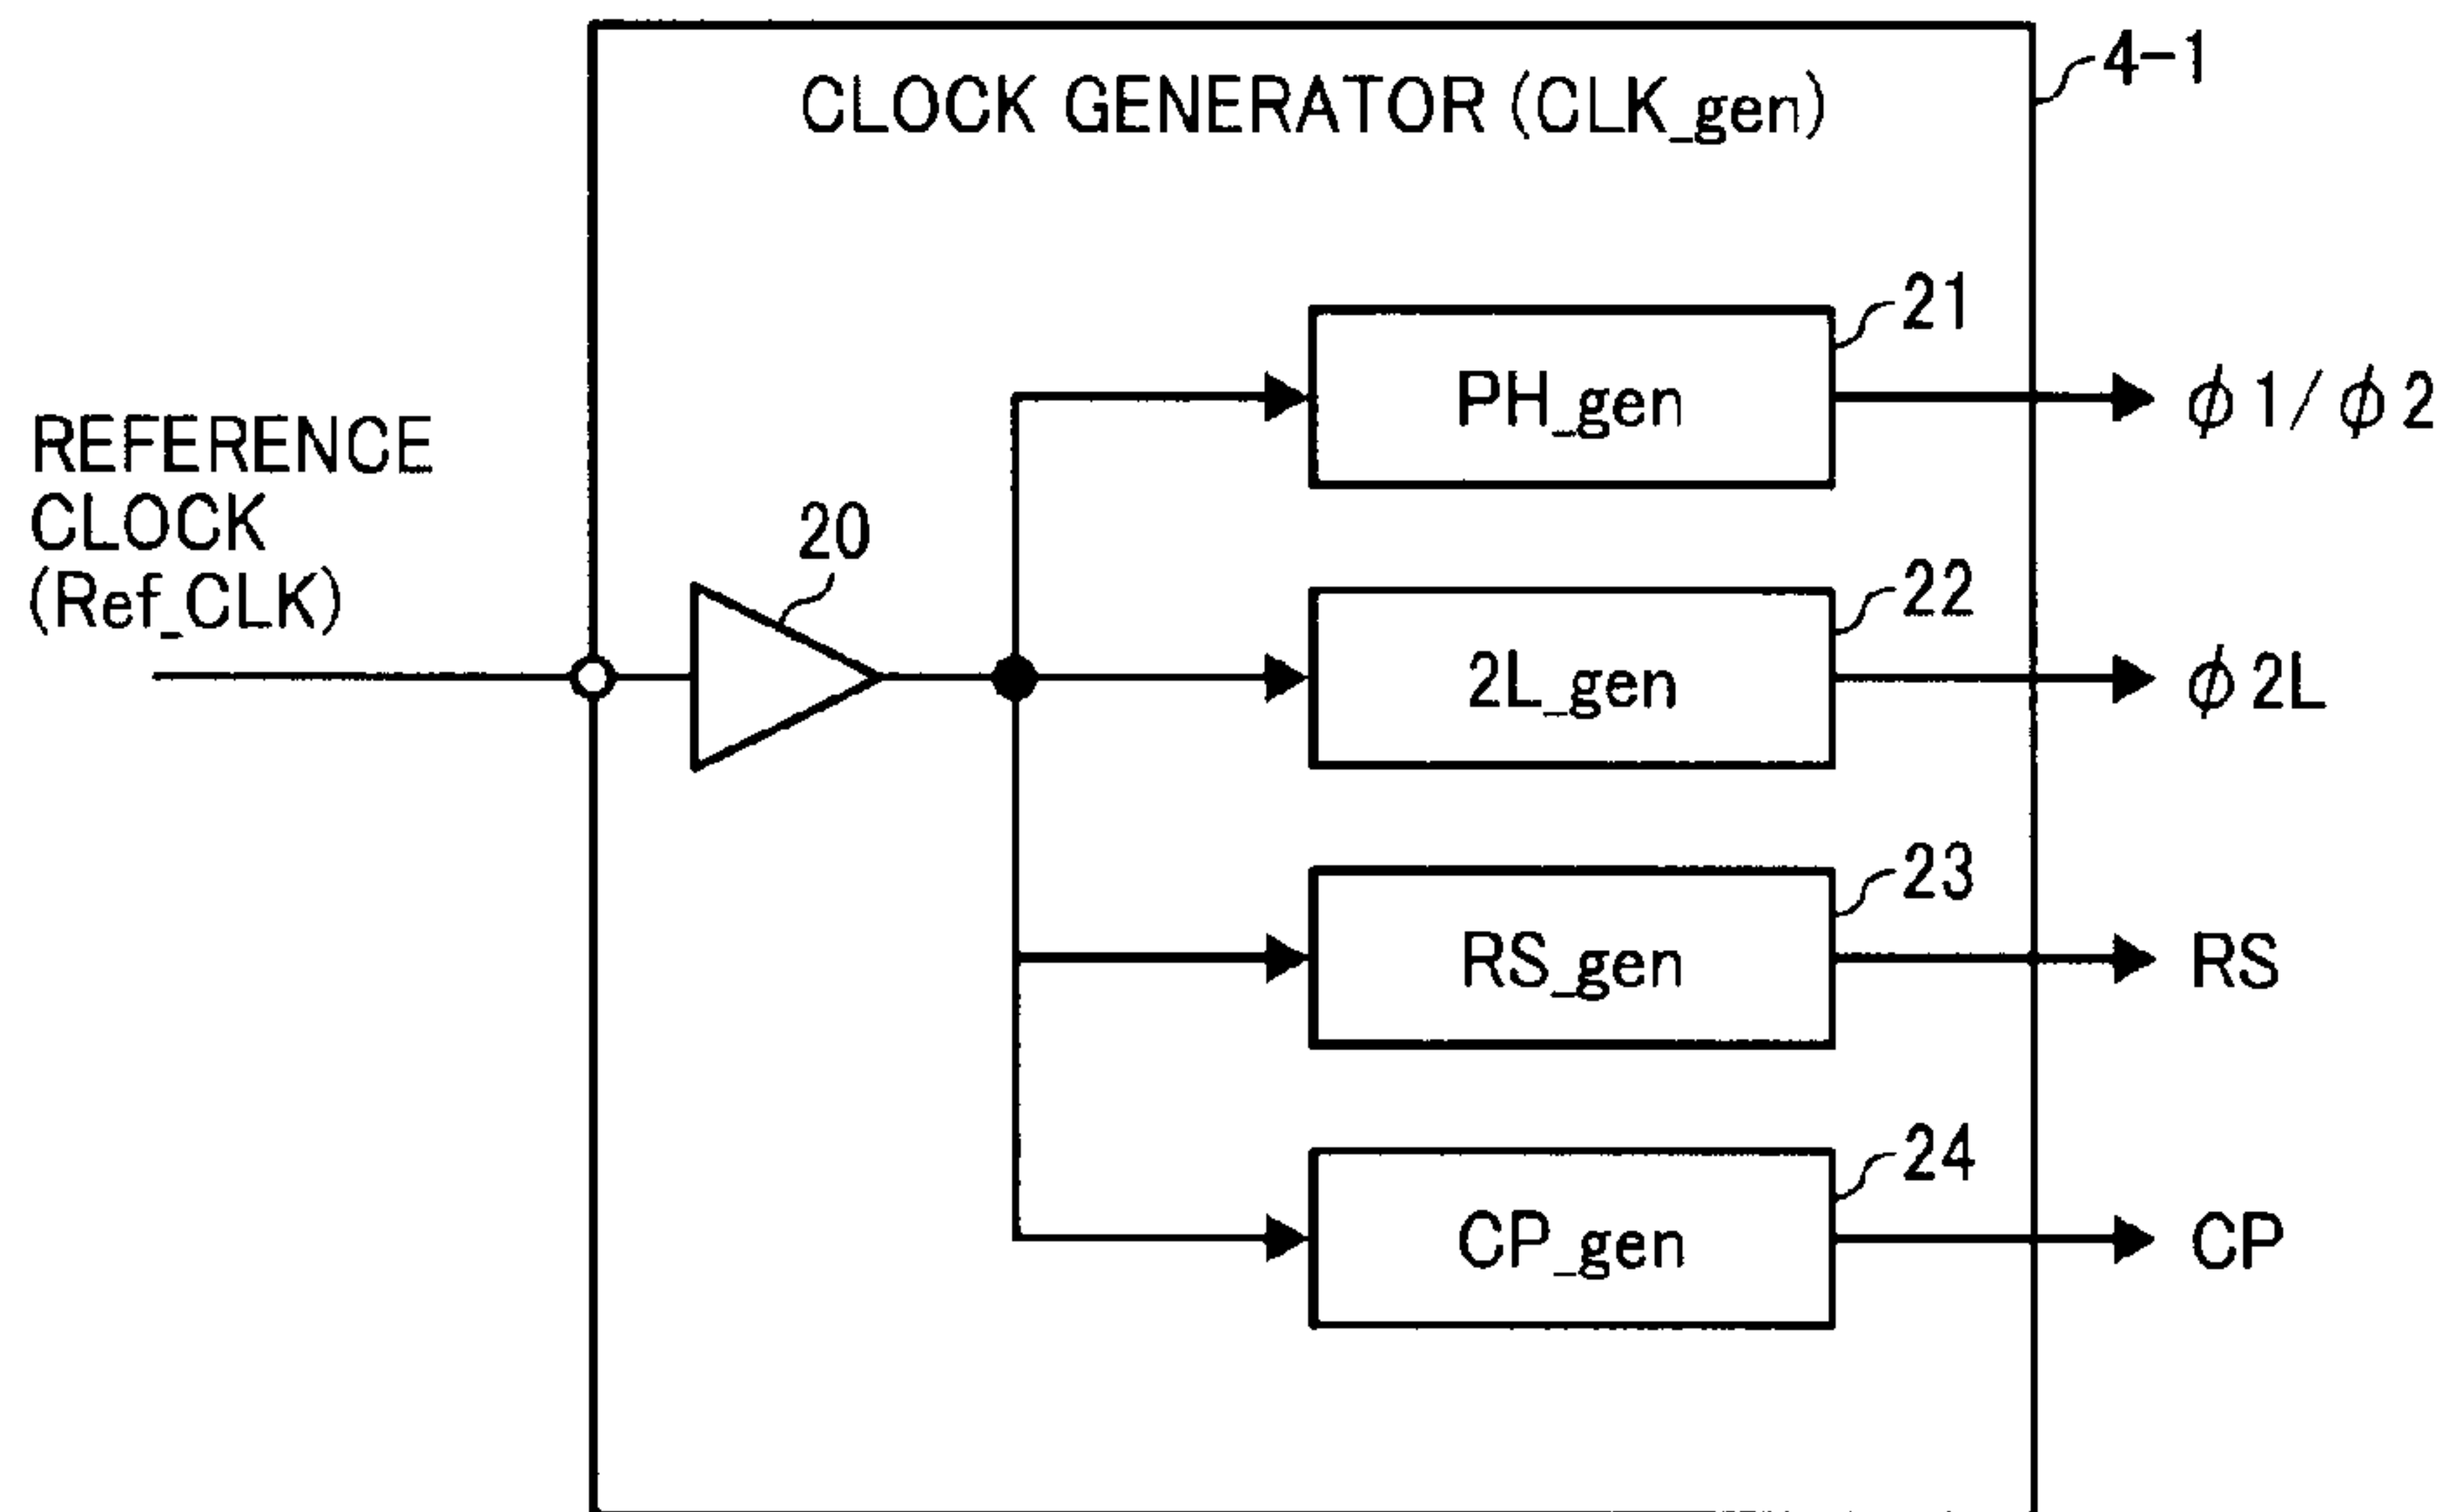 CLOCK GENERATOR (CLK_gen)
4-1
REFERENCE
CLOCK
(Ref_CLK)
20
21
PH_gen
ϕ1/ϕ2
22
2L_gen
ϕ2L
23
RS_gen
RS
24
CP_gen
CP